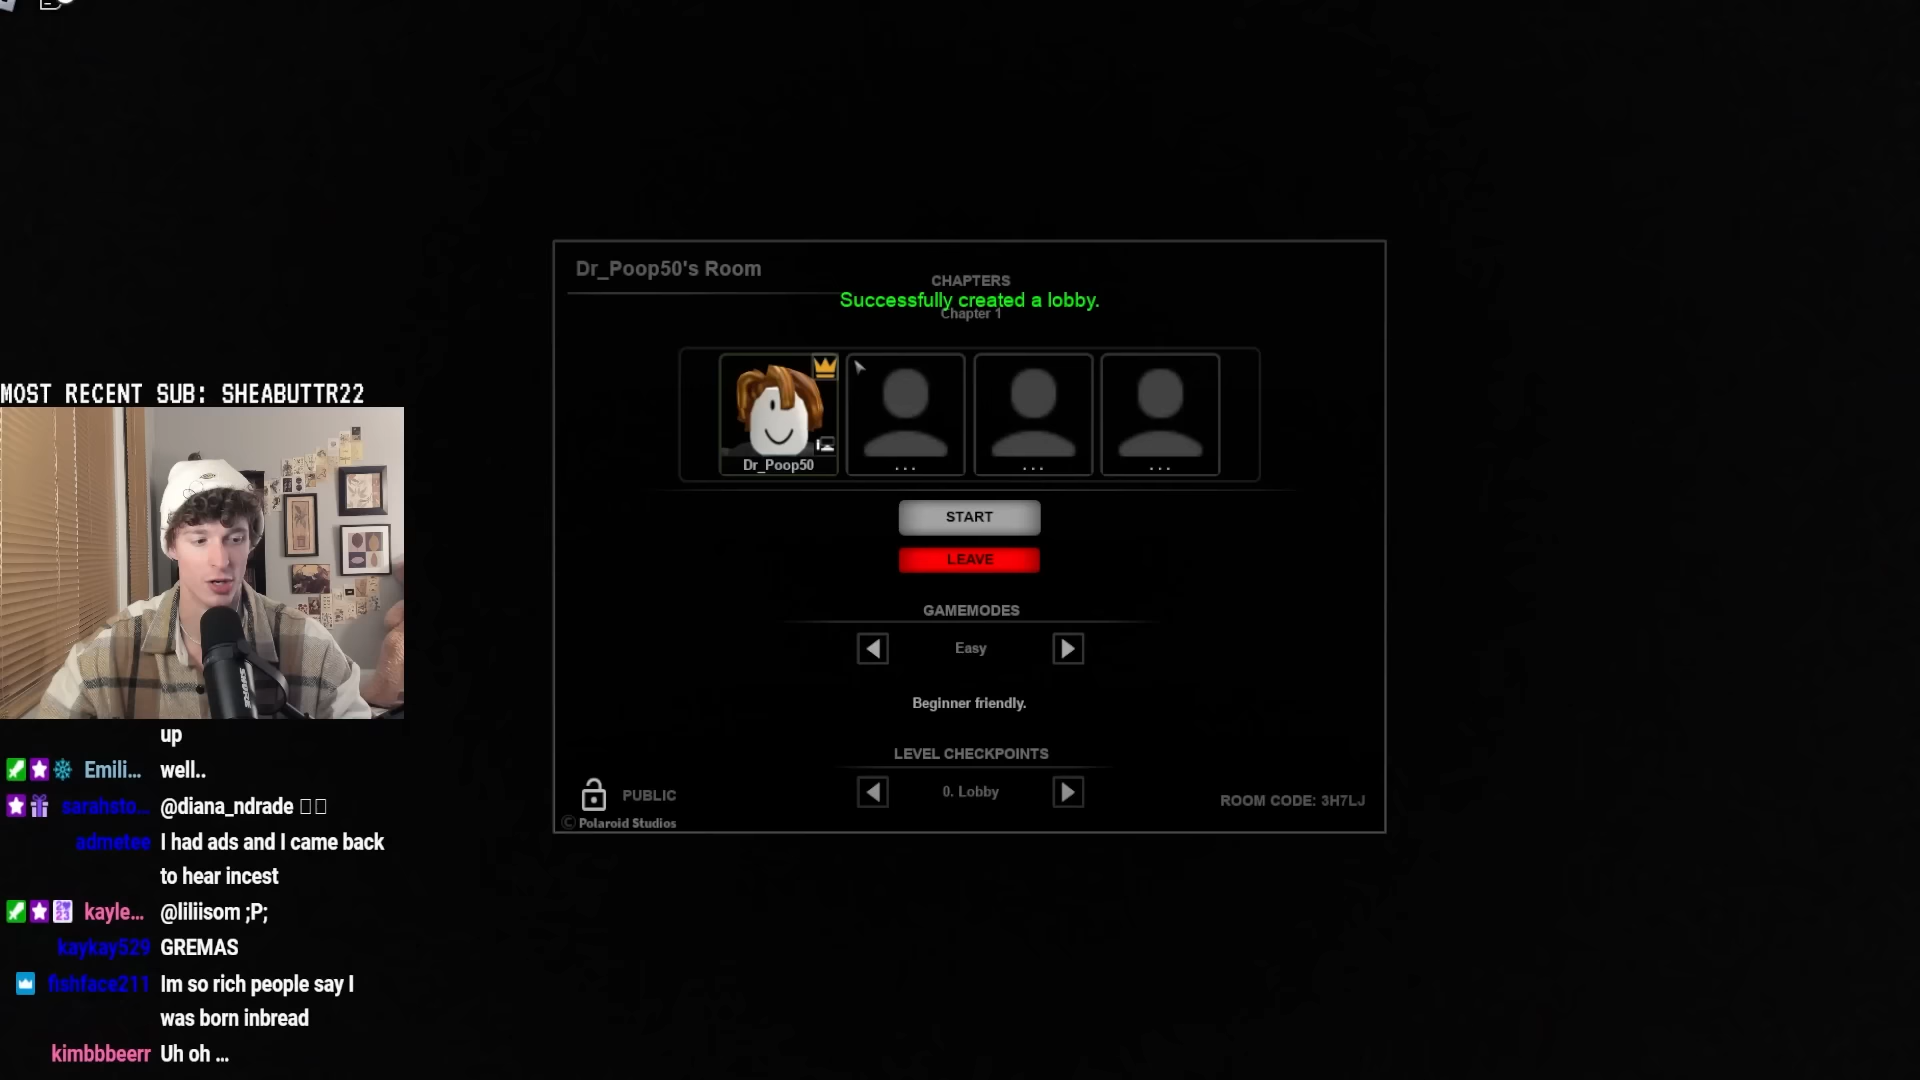 Dr_Poop50's Room
CHAPTERS
Successfully created a lobby.
Chapter 1
Dr_Poop50
...
...
...
START
LEAVE
GAMEMODES
Easy
Beginner friendly.
LEVEL CHECKPOINTS
0. Lobby
PUBLIC
ROOM CODE: 3H7LJ
© Polaroid Studios
MOST RECENT SUB: SHEABUTTR22
SHURE
up
Emili... well..
sarahsto... @diana_ndrade
admetee I had ads and I came back
to hear incest
kayle... @liliisom ;P;
kaykay529 GREMAS
fishface211 Im so rich people say I
was born inbread
kimbbbeerr Uh oh ...